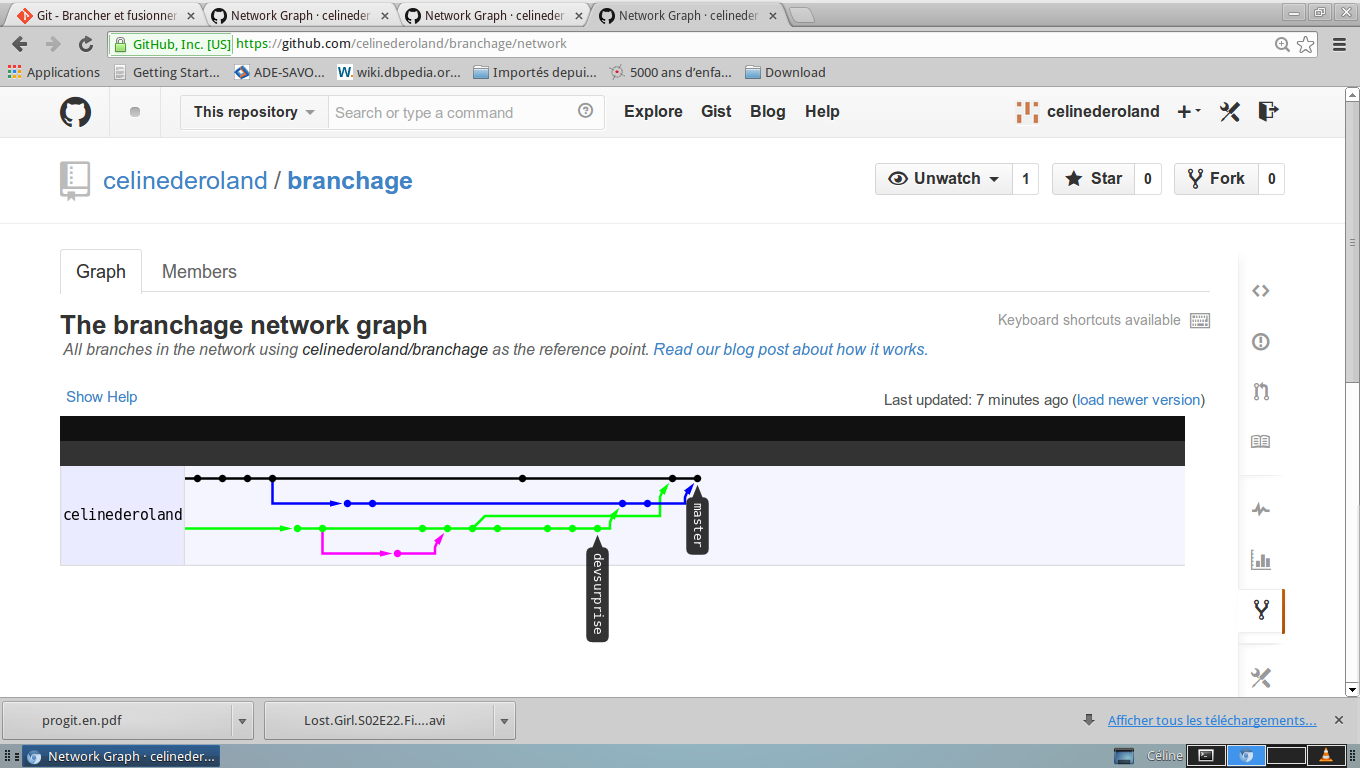 Git - Brancher et fusionner
Network Graph · celinederol
Network Graph · celinederol
Network Graph · celinederol
GitHub, Inc. [US] https://github.com/celinederoland/branchage/network
Applications Getting Start... ADE-SAVO... wiki.dbpedia.or... Importés depui... 5000 ans d'enfa... Download
This repository Search or type a command Explore Gist Blog Help celinederoland
celinederoland / branchage Unwatch 1 Star 0 Fork 0
Graph Members
The branchage network graph
Keyboard shortcuts available
All branches in the network using celinederoland/branchage as the reference point. Read our blog post about how it works.
Show Help
Last updated: 7 minutes ago (load newer version)
celinederoland
master
devsurprise
progit.en.pdf Lost.Girl.S02E22.Fi....avi Afficher tous les téléchargements...
Network Graph · celineder... Céline